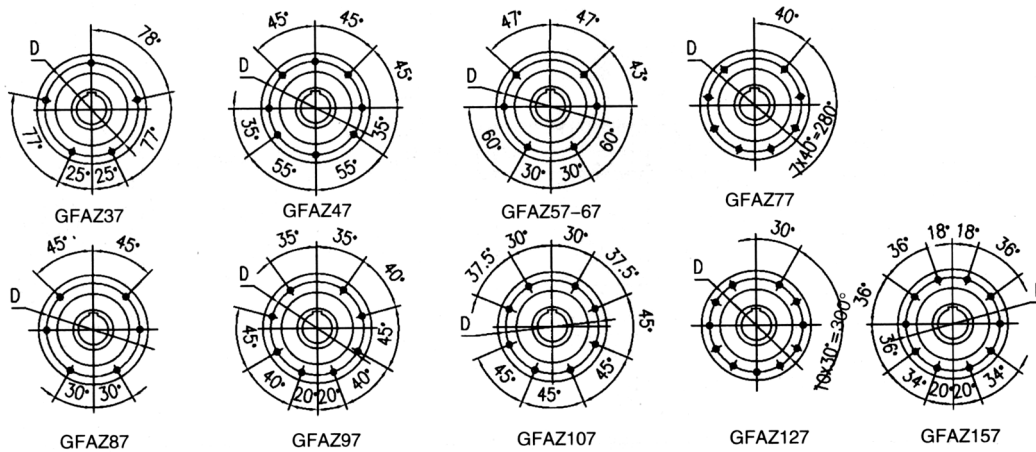 78°
D
77°
77°
25° 25°
GFAZ37
45° 45°
D
45°
35°
35°
55° 55°
GFAZ47
47° 47°
D
43°
60°
60°
30° 30°
GFAZ57-67
40°
D
7x40°=280°
GFAZ77
45° 45°
D
30° 30°
GFAZ87
35° 35°
D
40°
45°
45°
40° 40°
20° 20°
GFAZ97
30° 30°
37.5° 37.5°
D
45°
45° 45°
45°
GFAZ107
30°
D
10x30°=300°
GFAZ127
18° 18°
36° 36°
36°
36°
34° 34°
20° 20°
GFAZ157